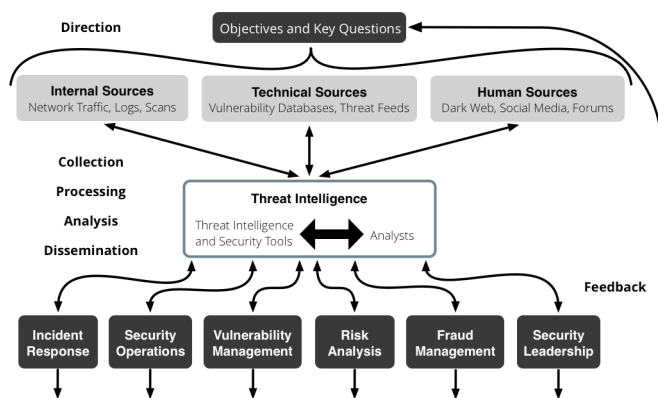 Direction
Objectives and Key Questions
Internal Sources
Network Traffic, Logs, Scans
Technical Sources
Vulnerability Databases, Threat Feeds
Human Sources
Dark Web, Social Media, Forums
Collection
Processing
Analysis
Dissemination
Threat Intelligence
Threat Intelligence
and Security Tools
Analysts
Feedback
Incident
Response
Security
Operations
Vulnerability
Management
Risk
Analysis
Fraud
Management
Security
Leadership